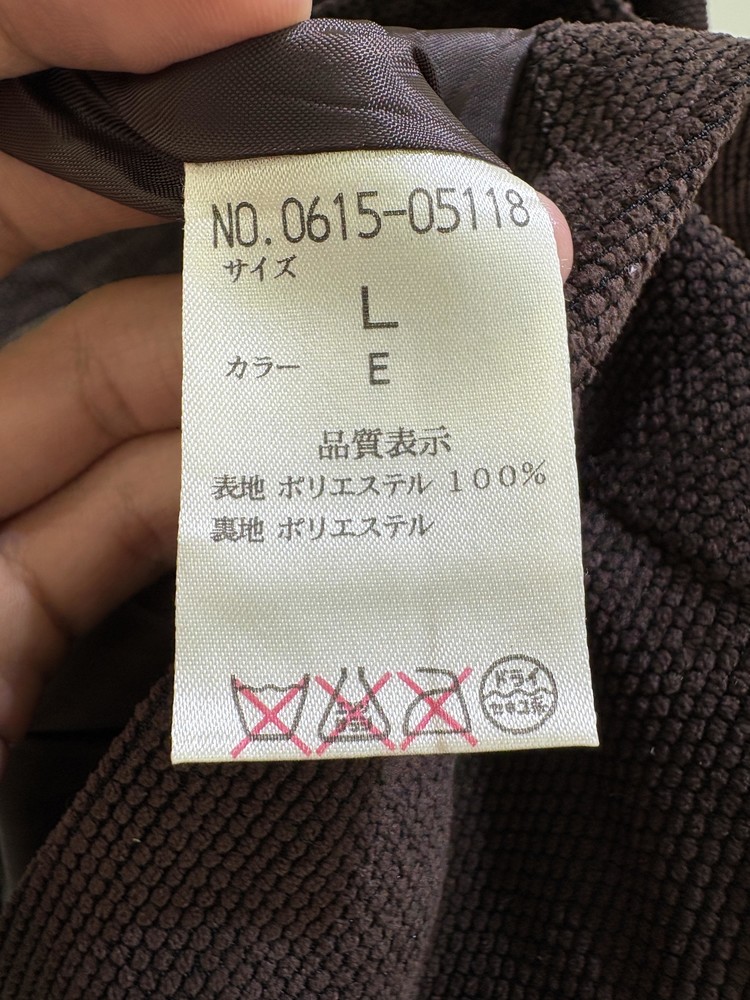 NO.0615-05118
サイズ
L
カラー E
品質表示
表地 ポリエステル 100%
裏地 ポリエステル
ドライ
セキユ系